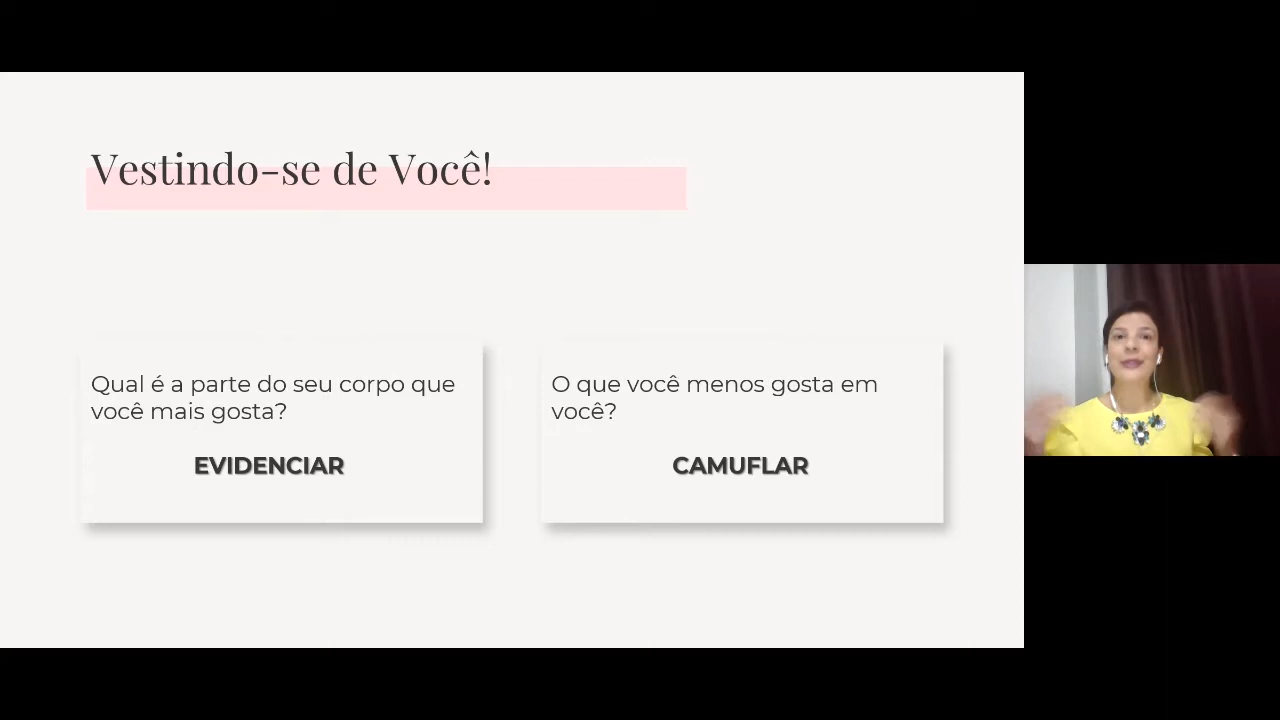 Vestindo-se de Você!
Qual é a parte do seu corpo que
você mais gosta?
EVIDENCIAR
O que você menos gosta em
você?
CAMUFLAR